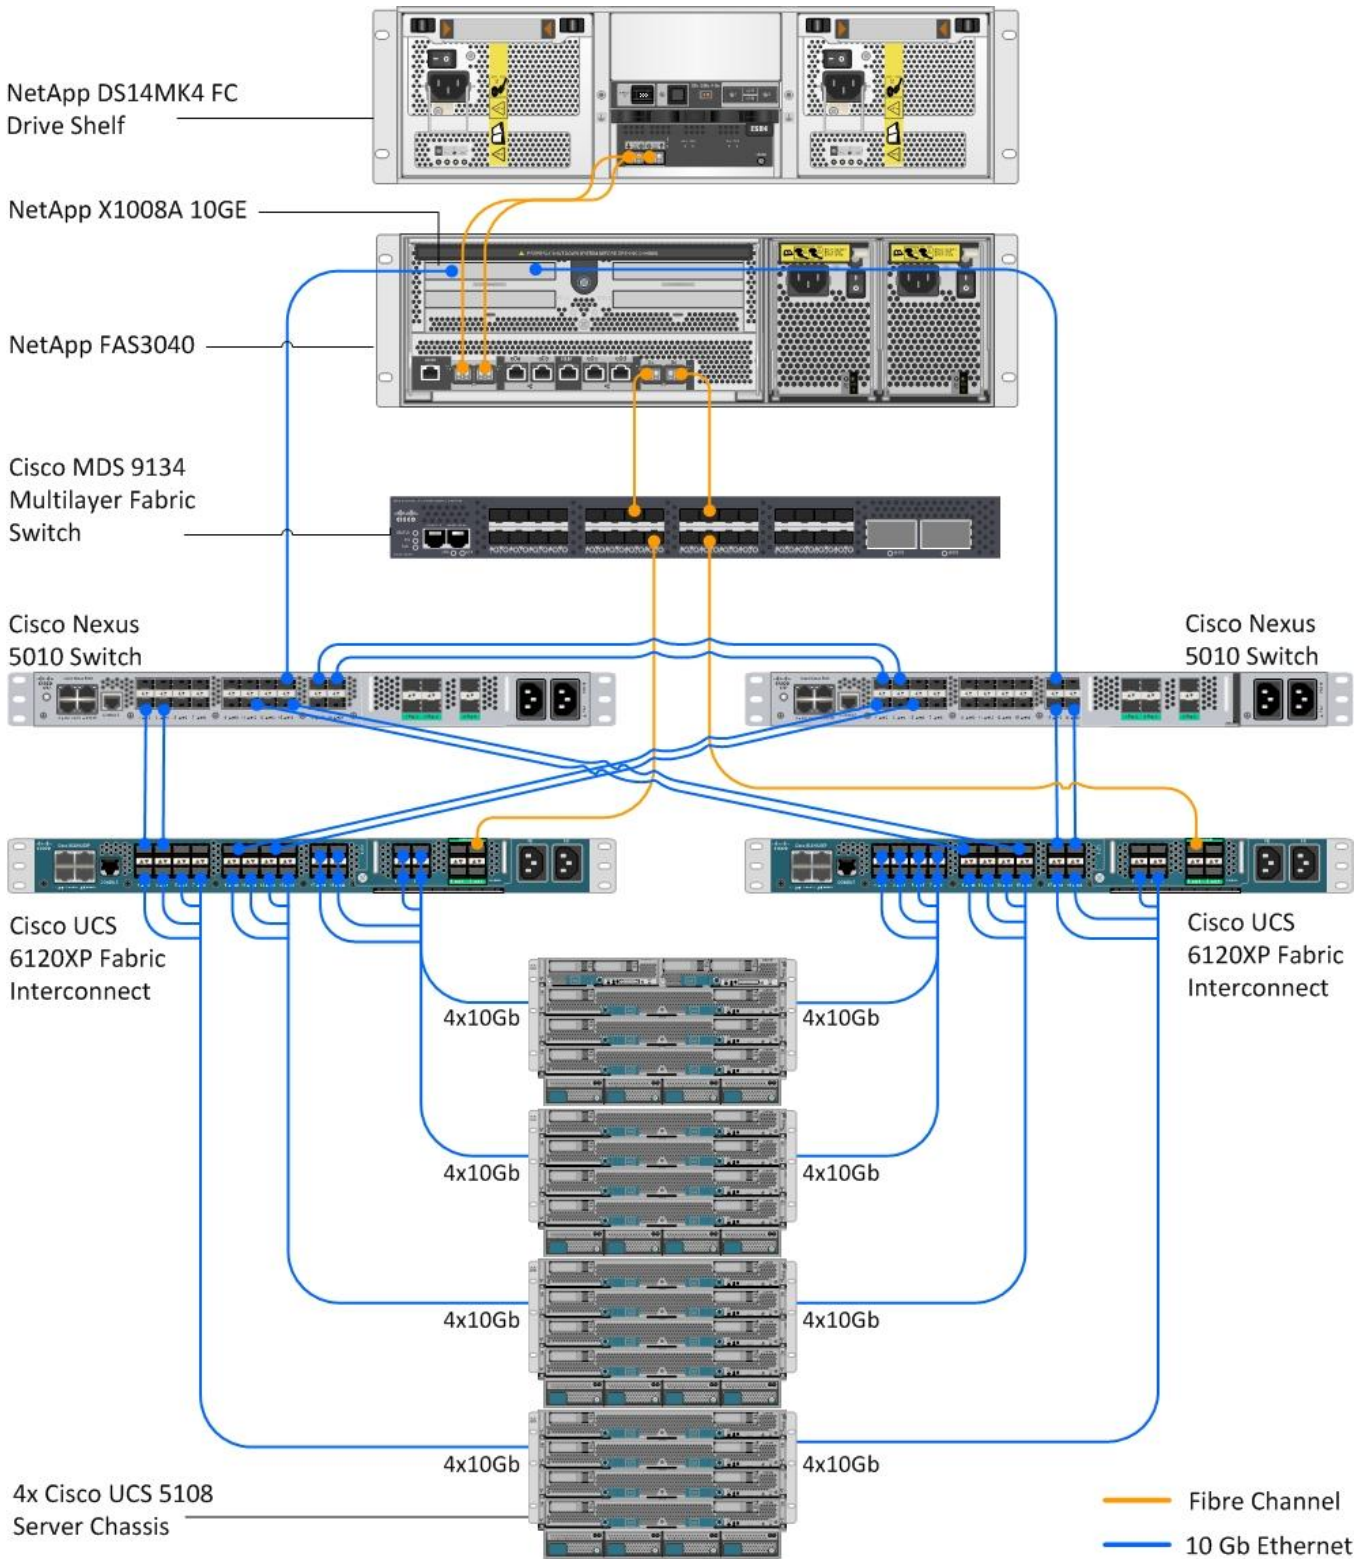 NetApp DS14MK4 FC
Drive Shelf
NetApp X1008A 10GE
NetApp FAS3040
Cisco MDS 9134
Multilayer Fabric
Switch
Cisco Nexus
5010 Switch
Cisco Nexus
5010 Switch
Cisco UCS
6120XP Fabric
Interconnect
Cisco UCS
6120XP Fabric
Interconnect
4x10Gb
4x10Gb
4x10Gb
4x10Gb
4x10Gb
4x10Gb
4x10Gb
4x10Gb
4x Cisco UCS 5108
Server Chassis
Fibre Channel
10 Gb Ethernet